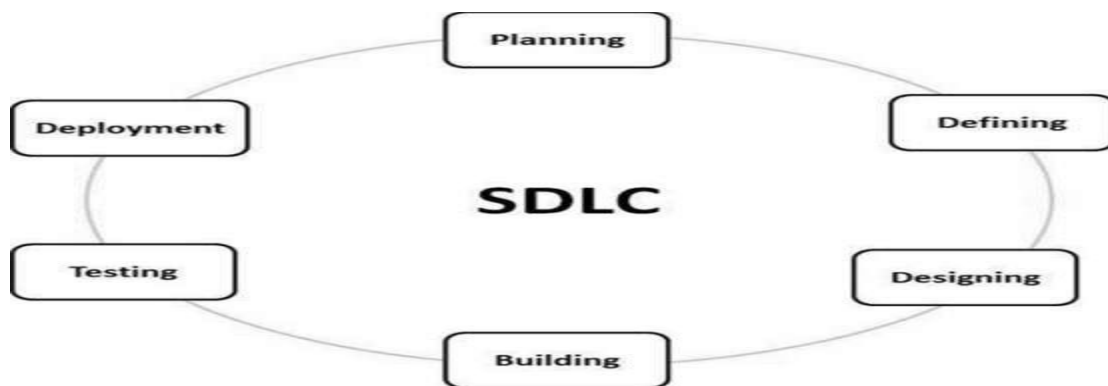 Planning
Deployment
Defining
SDLC
Testing
Designing
Building